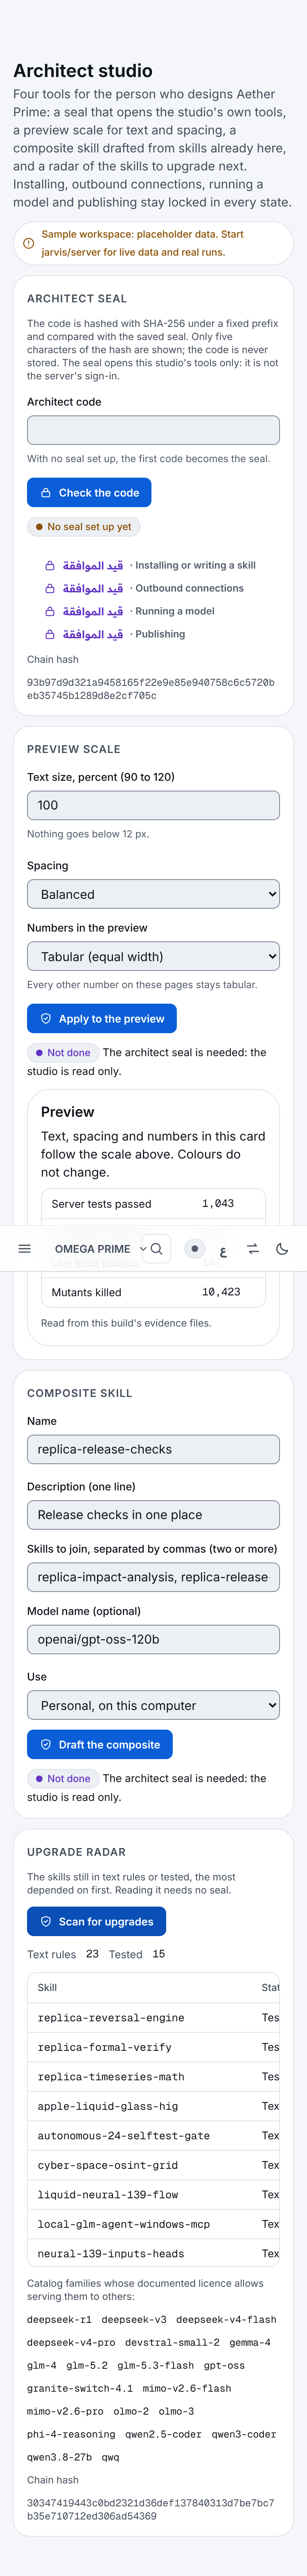 Architect studio
Four tools for the person who designs Aether
Prime: a seal that opens the studio's own tools,
a preview scale for text and spacing, a
composite skill drafted from skills already here,
and a radar of the skills to upgrade next.
Installing, outbound connections, running a
model and publishing stay locked in every state.
Sample workspace: placeholder data. Start
jarvis/server for live data and real runs.
ARCHITECT SEAL
The code is hashed with SHA-256 under a fixed prefix
and compared with the saved seal. Only five
characters of the hash are shown; the code is never
stored. The seal opens this studio's tools only: it is not
the server's sign-in.
Architect code
With no seal set up, the first code becomes the seal.
Check the code
No seal set up yet
قيد الموافقة · Installing or writing a skill
قيد الموافقة · Outbound connections
قيد الموافقة · Running a model
قيد الموافقة · Publishing
Chain hash
93b97d9d321a9458165f22e9e85e940758c6c5720b
eb35745b1289d8e2cf705c
PREVIEW SCALE
Text size, percent (90 to 120)
100
Nothing goes below 12 px.
Spacing
Balanced
Numbers in the preview
Tabular (equal width)
Every other number on these pages stays tabular.
Apply to the preview
Not done The architect seal is needed: the
studio is read only.
Preview
Text, spacing and numbers in this card
follow the scale above. Colours do
not change.
Server tests passed 1,043
OMEGA PRIME ع
Live tests passed
Mutants killed 10,423
Read from this build's evidence files.
COMPOSITE SKILL
Name
replica-release-checks
Description (one line)
Release checks in one place
Skills to join, separated by commas (two or more)
replica-impact-analysis, replica-release
Model name (optional)
openai/gpt-oss-120b
Use
Personal, on this computer
Draft the composite
Not done The architect seal is needed: the
studio is read only.
UPGRADE RADAR
The skills still in text rules or tested, the most
depended on first. Reading it needs no seal.
Scan for upgrades
Text rules 23 Tested 15
Skill Stat
replica-reversal-engine Tes
replica-formal-verify Tes
replica-timeseries-math Tes
apple-liquid-glass-hig Tex
autonomous-24-selftest-gate Tex
cyber-space-osint-grid Tex
liquid-neural-139-flow Tex
local-glm-agent-windows-mcp Tex
neural-139-inputs-heads Tex
Catalog families whose documented licence allows
serving them to others:
deepseek-r1 deepseek-v3 deepseek-v4-flash
deepseek-v4-pro devstral-small-2 gemma-4
glm-4 glm-5.2 glm-5.3-flash gpt-oss
granite-switch-4.1 mimo-v2.6-flash
mimo-v2.6-pro olmo-2 olmo-3
phi-4-reasoning qwen2.5-coder qwen3-coder
qwen3.8-27b qwq
Chain hash
30347419443c0bd2321d36def137840313d7be7bc7
b35e710712ed306ad54369